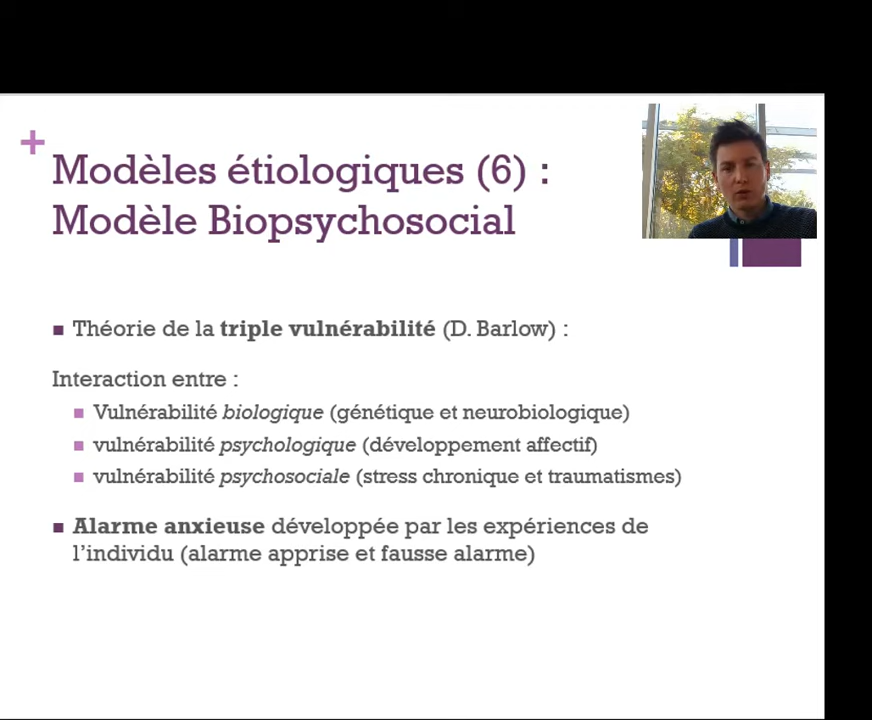 Modèles étiologiques (6) :
Modèle Biopsychosocial
Théorie de la triple vulnérabilité (D. Barlow) :
Interaction entre :
Vulnérabilité biologique (génétique et neurobiologique)
vulnérabilité psychologique (développement affectif)
vulnérabilité psychosociale (stress chronique et traumatismes)
Alarme anxieuse développée par les expériences de
l'individu (alarme apprise et fausse alarme)